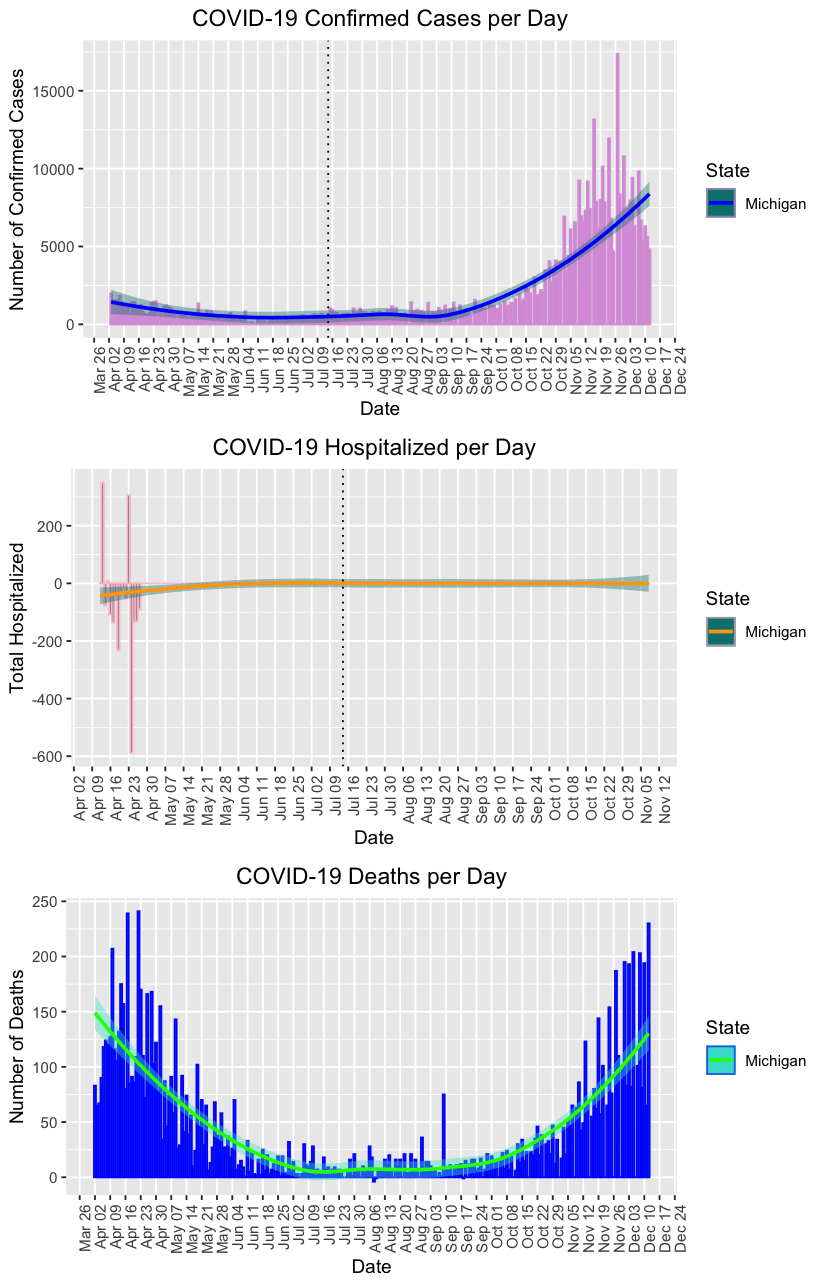 COVID-19 Confirmed Cases per Day
Number of Confirmed Cases
15000
10000
5000
0
Mar 26 Apr 02 Apr 09 Apr 16 Apr 23 Apr 30 May 07 May 14 May 21 May 28 Jun 04 Jun 11 Jun 18 Jun 25 Jul 02 Jul 09 Jul 16 Jul 23 Jul 30 Aug 06 Aug 13 Aug 20 Aug 27 Sep 03 Sep 10 Sep 17 Sep 24 Oct 01 Oct 08 Oct 15 Oct 22 Oct 29 Nov 05 Nov 12 Nov 19 Nov 26 Dec 03 Dec 10 Dec 17 Dec 24
Date
State
Michigan
COVID-19 Hospitalized per Day
Total Hospitalized
200
0
-200
-400
-600
Apr 02 Apr 09 Apr 16 Apr 23 Apr 30 May 07 May 14 May 21 May 28 Jun 04 Jun 11 Jun 18 Jun 25 Jul 02 Jul 09 Jul 16 Jul 23 Jul 30 Aug 06 Aug 13 Aug 20 Aug 27 Sep 03 Sep 10 Sep 17 Sep 24 Oct 01 Oct 08 Oct 15 Oct 22 Oct 29 Nov 05 Nov 12
Date
State
Michigan
COVID-19 Deaths per Day
Number of Deaths
250
200
150
100
50
0
Mar 26 Apr 02 Apr 09 Apr 16 Apr 23 Apr 30 May 07 May 14 May 21 May 28 Jun 04 Jun 11 Jun 18 Jun 25 Jul 02 Jul 09 Jul 16 Jul 23 Jul 30 Aug 06 Aug 13 Aug 20 Aug 27 Sep 03 Sep 10 Sep 17 Sep 24 Oct 01 Oct 08 Oct 15 Oct 22 Oct 29 Nov 05 Nov 12 Nov 19 Nov 26 Dec 03 Dec 10 Dec 17 Dec 24
Date
State
Michigan